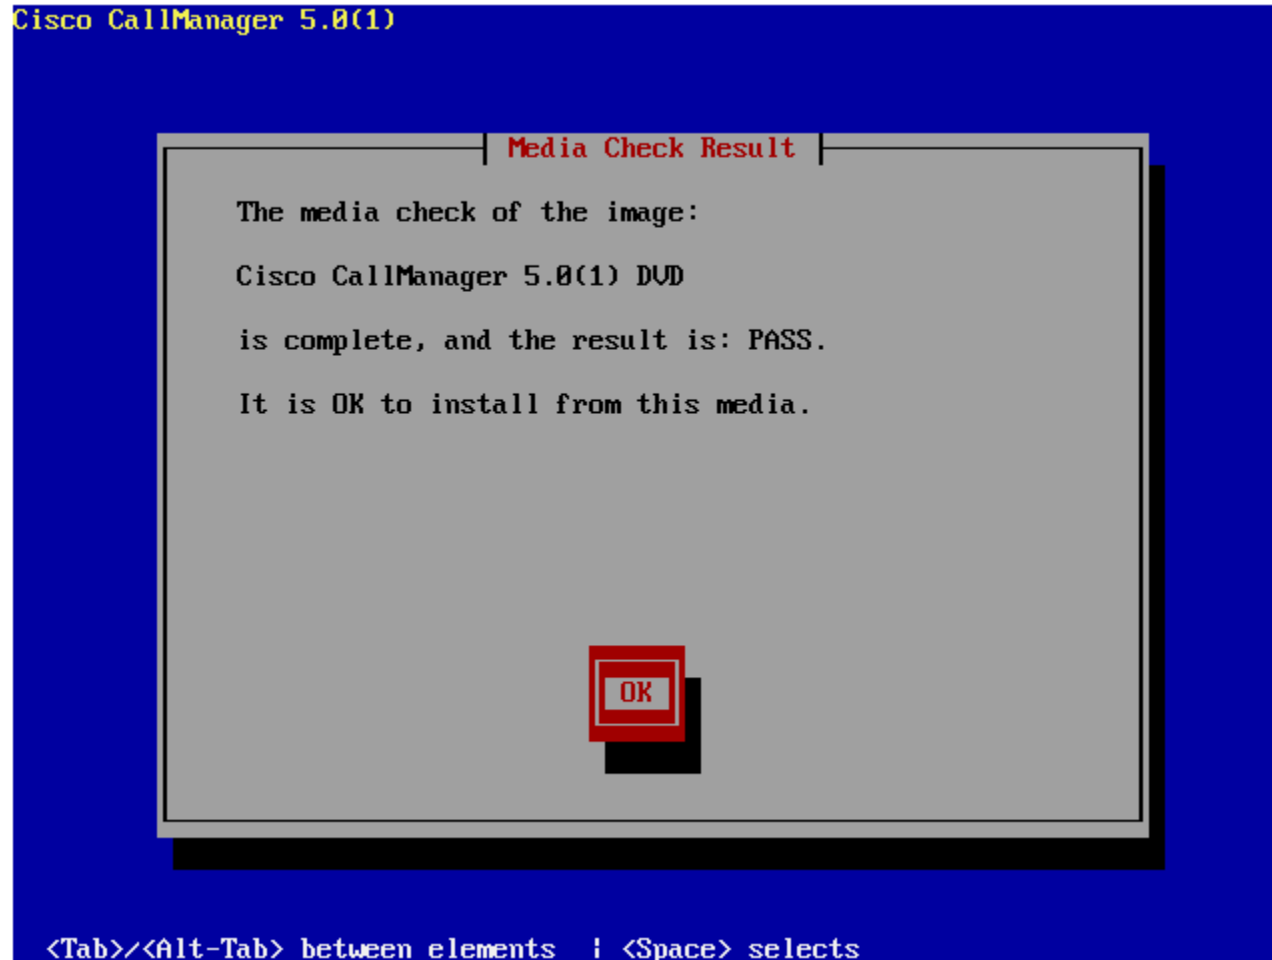 Cisco CallManager 5.0(1)
Media Check Result
The media check of the image:
Cisco CallManager 5.0(1) DVD
is complete, and the result is: PASS.
It is OK to install from this media.
OK
<Tab>/<Alt-Tab> between elements | <Space> selects